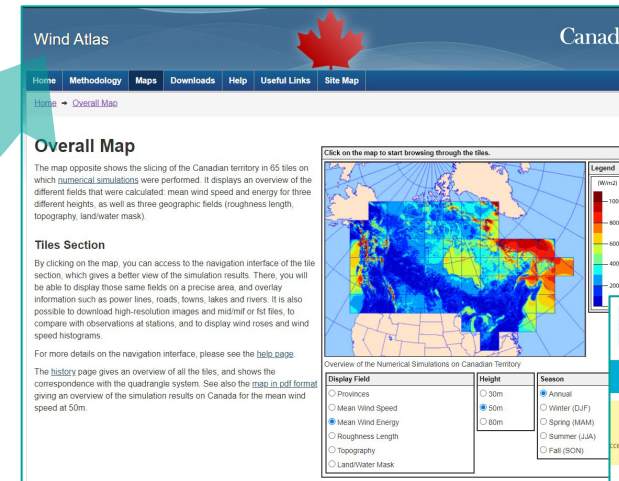 Wind Atlas
Canad
Home Methodology Maps Downloads Help Useful Links Site Map
Home → Overall Map
Overall Map
The map opposite shows the slicing of the Canadian territory in 65 tiles on
which numerical simulations were performed. It displays an overview of the
different fields that were calculated: mean wind speed and energy for three
different heights, as well as three geographic fields (roughness length,
topography, land/water mask).
Tiles Section
By clicking on the map, you can access to the navigation interface of the tile
section, which gives a better view of the simulation results. There, you will
be able to display those same fields on a precise area, and overlay
information such as power lines, roads, towns, lakes and rivers. It is also
possible to download high-resolution images and mid/mif or fst files, to
compare with observations at stations, and to display wind roses and wind
speed histograms.
For more details on the navigation interface, please see the help page.
The history page gives an overview of all the tiles, and shows the
correspondence with the quadrangle system. See also the map in pdf format
giving an overview of the simulation results on Canada for the mean wind
speed at 50m.
Click on the map to start browsing through the tiles.
Legend
(W/m2)
100
800
600
400
200
Overview of the Numerical Simulations on Canadian Territory
Display Field
Provinces
Mean Wind Speed
Mean Wind Energy
Roughness Length
Topography
Land/Water Mask
Height
30m
50m
80m
Season
Annual
Winter (DJF)
Spring (MAM)
Summer (JJA)
Fall (SON)